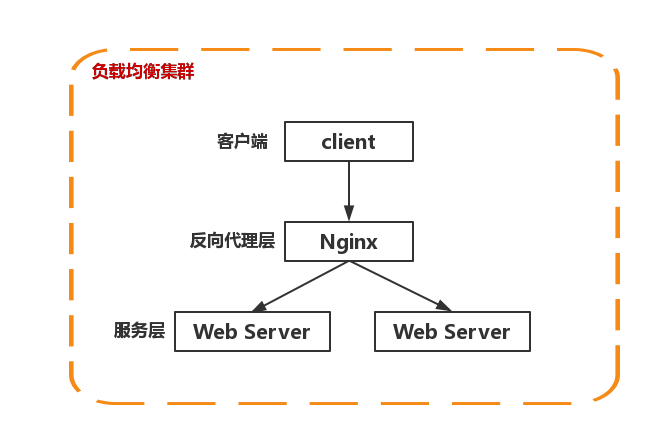 负载均衡集群
客户端
client
反向代理层
Nginx
服务层
Web Server
Web Server